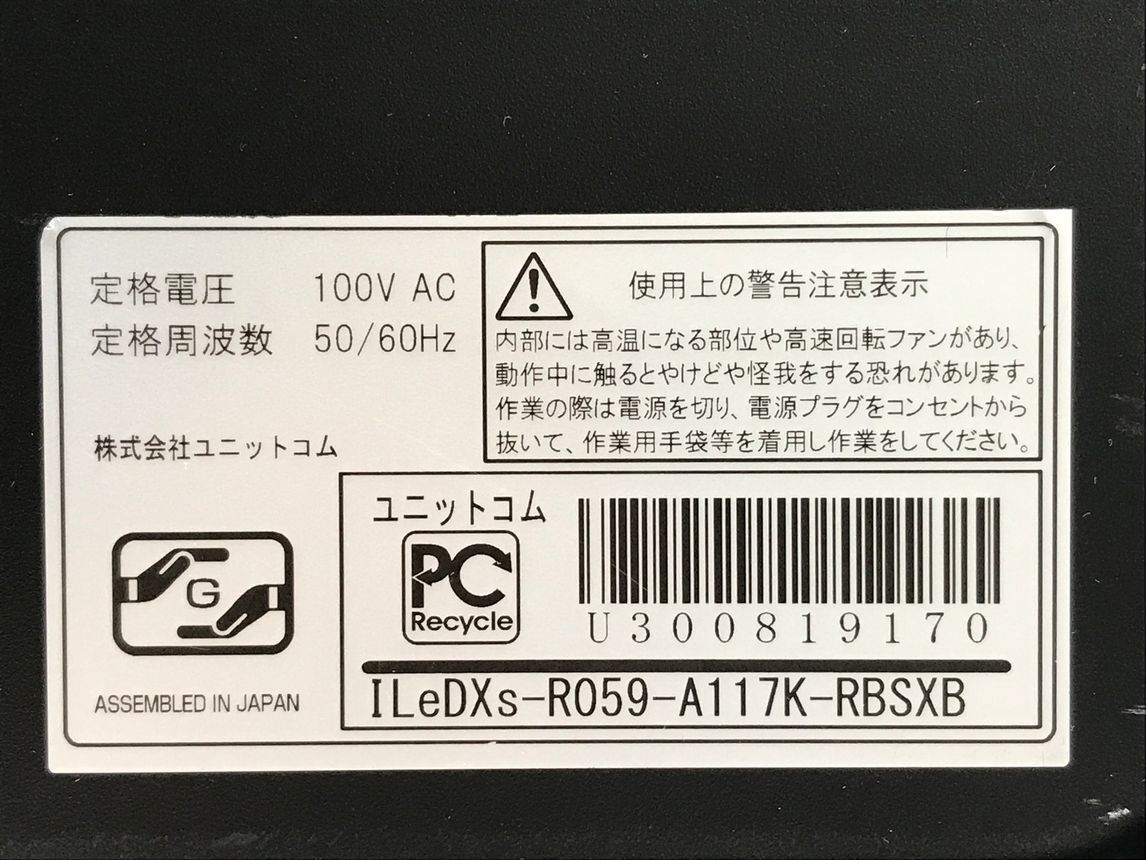 定格電圧 100V AC
定格周波数 50/60Hz
株式会社ユニットコム
使用上の警告注意表示
内部には高温になる部位や高速回転ファンがあり、
動作中に触るとやけどや怪我をする恐れがあります。
作業の際は電源を切り、電源プラグをコンセントから
抜いて、作業用手袋等を着用し作業をしてください。
G
ASSEMBLED IN JAPAN
ユニットコム
PC
Recycle
U300819170
ILeDXs-R059-A117K-RBSXB